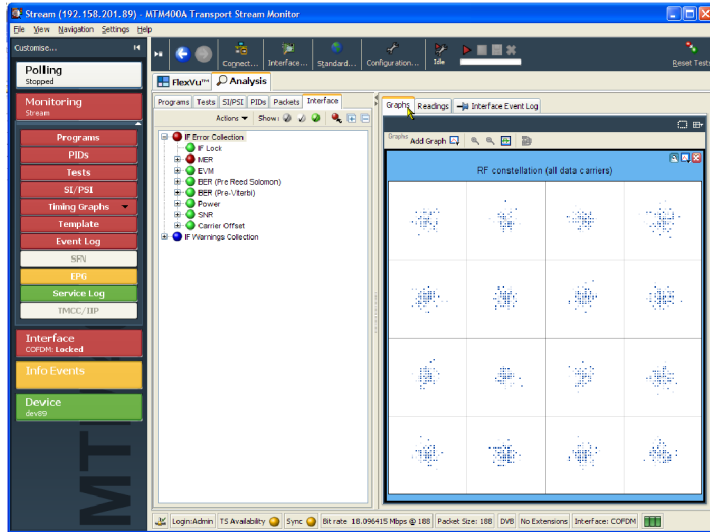 Stream (192.158.201.89) - MTM400A Transport Stream Monitor
File View Navigation Settings Help
Customise...
Polling
Stopped
Monitoring
Stream
Programs
PIDs
Tests
SI/PSI
Timing Graphs
Template
Event Log
SFN
EPG
Service Log
TMCC/IIP
Interface
COFDM: Locked
Info Events
Device
dev89
MT
Connect... Interface... Standard... Configuration... Idle Reset Tests
FlexVu™ Analysis
Programs Tests SI/PSI PIDs Packets Interface
Actions Show:
IF Error Collection
IF Lock
MER
EVM
BER (Pre Reed Solomon)
BER (Pre-Viterbi)
Power
SNR
Carrier Offset
IF Warnings Collection
Graphs Readings Interface Event Log
Graphs Add Graph
RF constellation (all data carriers)
Login:Admin TS Availability Sync Bit rate 18.096415 Mbps @ 188 Packet Size: 188 DVB No Extensions Interface: COFDM